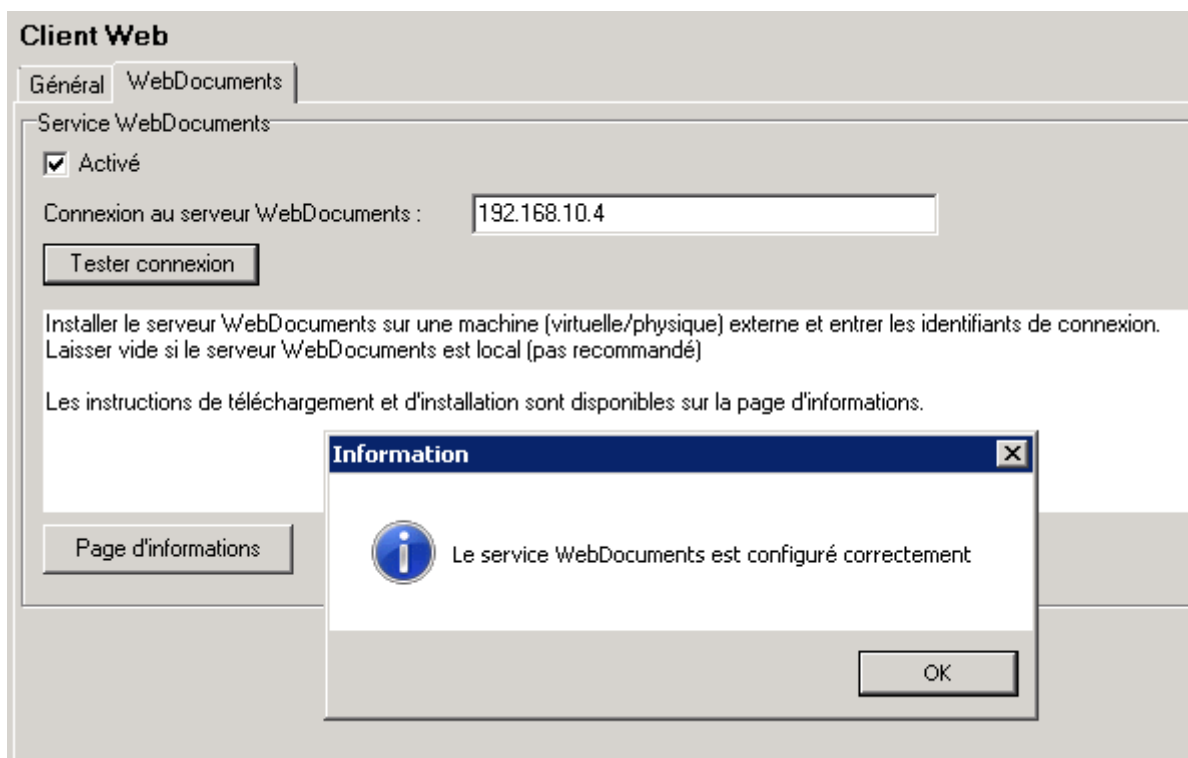 Client Web
Général WebDocuments
Service WebDocuments
Activé
Connexion au serveur WebDocuments : 192.168.10.4
Tester connexion
Installer le serveur WebDocuments sur une machine (virtuelle/physique) externe et entrer les identifiants de connexion.
Laisser vide si le serveur WebDocuments est local (pas recommandé)
Les instructions de téléchargement et d'installation sont disponibles sur la page d'informations.
Information
Le service WebDocuments est configuré correctement
Page d'informations
OK